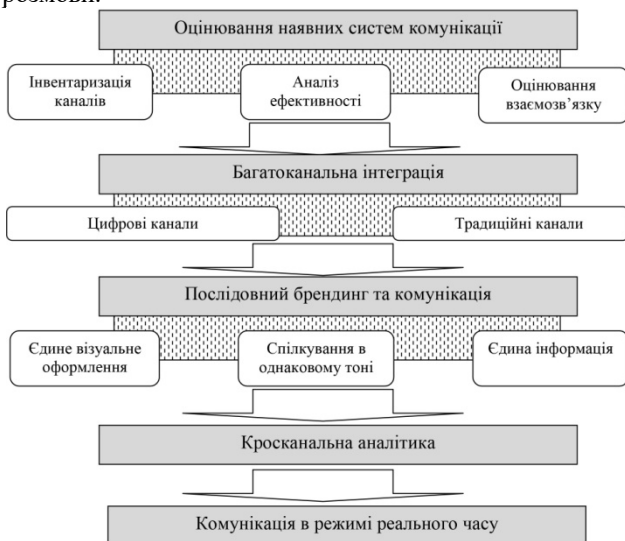 розмови.
Оцінювання наявних систем комунікації
Інвентаризація
каналів
Аналіз
ефективності
Оцінювання
взаємозв’язку
Багатоканальна інтеграція
Цифрові канали
Традиційні канали
Послідовний брендинг та комунікація
Єдине візуальне
оформлення
Спілкування в
однаковому тоні
Єдина інформація
Кросканальна аналітика
Комунікація в режимі реального часу